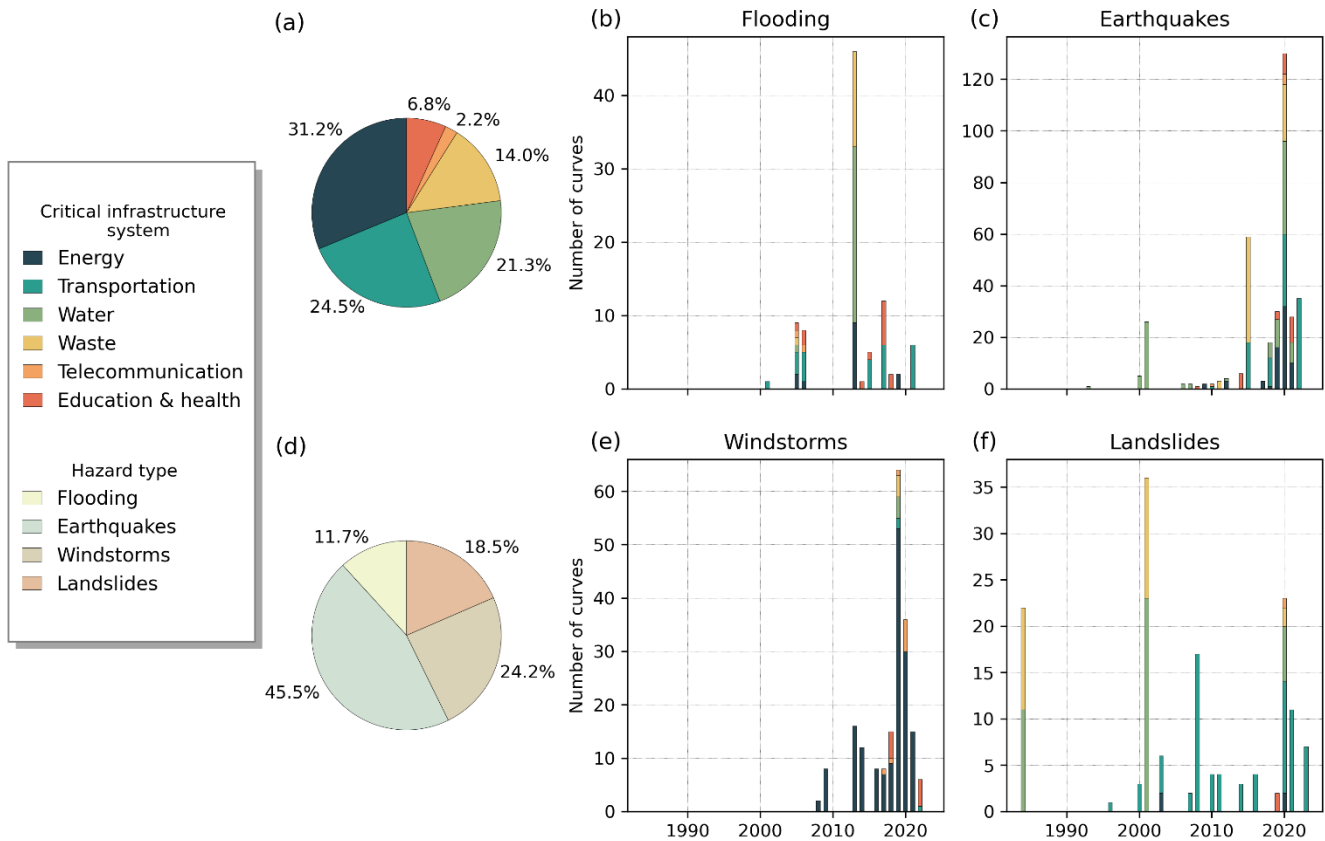 Critical infrastructure
system
Energy
Transportation
Water
Waste
Telecommunication
Education & health
Hazard type
Flooding
Earthquakes
Windstorms
Landslides
(a)
31.2%
6.8%
2.2%
14.0%
21.3%
24.5%
(b)
Flooding
Number of curves
40
30
20
10
0
(c)
Earthquakes
120
100
80
60
40
20
0
(d)
11.7%
18.5%
24.2%
45.5%
(e)
Windstorms
Number of curves
60
50
40
30
20
10
0
1990
2000
2010
2020
(f)
Landslides
35
30
25
20
15
10
5
0
1990
2000
2010
2020